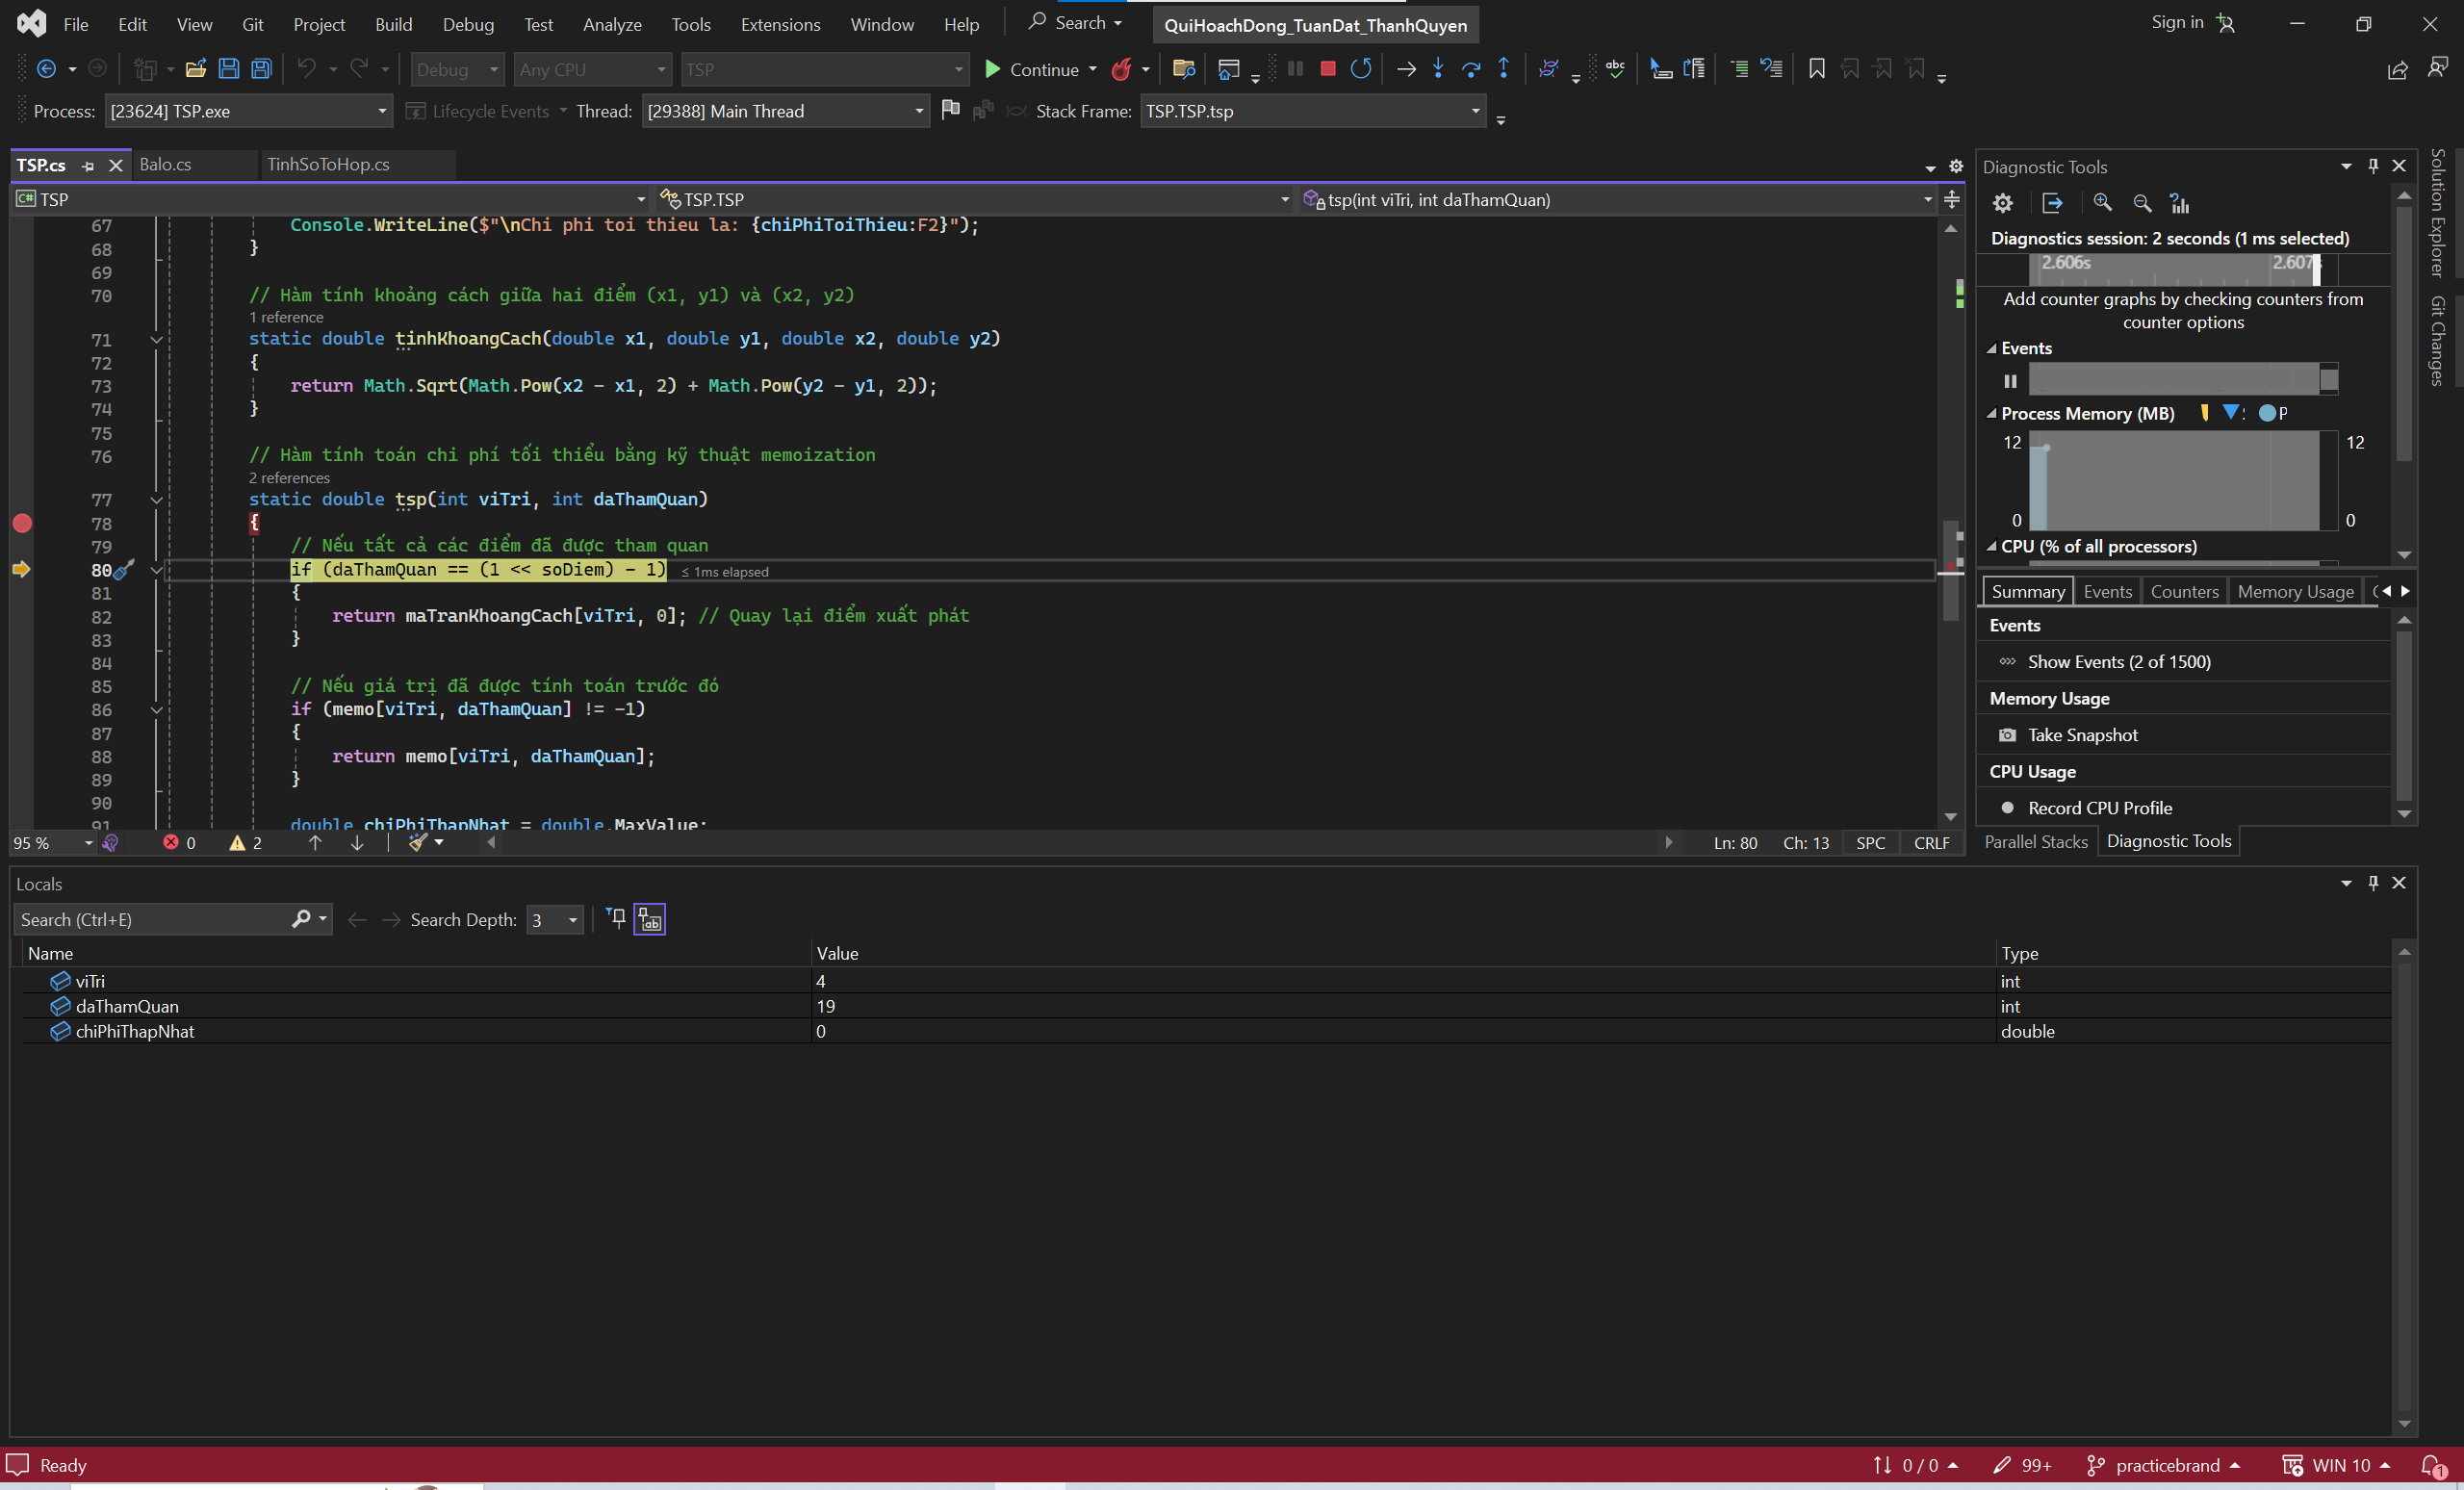 File Edit View Git Project Build Debug Test Analyze Tools Extensions Window Help Search QuiHoachDong_TuanDat_ThanhQuyen Sign in
Debug Any CPU TSP Continue
Process: [23624] TSP.exe Lifecycle Events Thread: [29388] Main Thread Stack Frame: TSP.TSP.tsp
TSP.cs Balo.cs TinhSoToHop.cs
C# TSP TSP.TSP tsp(int viTri, int daThamQuan)
67 Console.WriteLine($"\nChi phi toi thieu la: {chiPhiToiThieu:F2}");
68 }
69
70 // Hàm tính khoảng cách giữa hai điểm (x1, y1) và (x2, y2)
1 reference
71 static double tinhKhoangCach(double x1, double y1, double x2, double y2)
72 {
73 return Math.Sqrt(Math.Pow(x2 - x1, 2) + Math.Pow(y2 - y1, 2));
74 }
75
76 // Hàm tính toán chi phí tối thiểu bằng kỹ thuật memoization
2 references
77 static double tsp(int viTri, int daThamQuan)
78 {
79 // Nếu tất cả các điểm đã được tham quan
80 if (daThamQuan == (1 << soDiem) - 1) ≤ 1ms elapsed
81 {
82 return maTranKhoangCach[viTri, 0]; // Quay lại điểm xuất phát
83 }
84
85 // Nếu giá trị đã được tính toán trước đó
86 if (memo[viTri, daThamQuan] != -1)
87 {
88 return memo[viTri, daThamQuan];
89 }
90
91 double chiPhiThapNhat = double.MaxValue;
95 % 0 2 Ln: 80 Ch: 13 SPC CRLF
Diagnostic Tools
Diagnostics session: 2 seconds (1 ms selected)
2.606s 2.607s
Add counter graphs by checking counters from
counter options
Events
Process Memory (MB) P
12 12
0 0
CPU (% of all processors)
Summary Events Counters Memory Usage
Events
Show Events (2 of 1500)
Memory Usage
Take Snapshot
CPU Usage
Record CPU Profile
Parallel Stacks Diagnostic Tools
Solution Explorer
Git Changes
Locals
Search (Ctrl+E) Search Depth: 3
Name Value Type
viTri 4 int
daThamQuan 19 int
chiPhiThapNhat 0 double
Ready 0 / 0 99+ practicebrand WIN 10 1